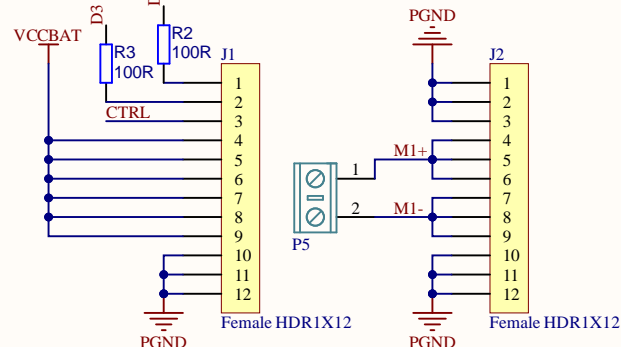 D3
VCCBAT
R3
100R
R2
100R
CTRL
J1
1
2
3
4
5
6
7
8
9
10
11
12
Female HDR1X12
PGND
1
2
P5
M1+
M1-
PGND
J2
1
2
3
4
5
6
7
8
9
10
11
12
Female HDR1X12
PGND